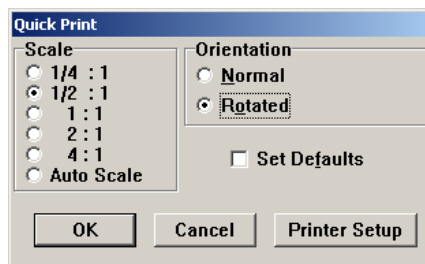 Quick Print
Scale
1/4 : 1
1/2 : 1
1 : 1
2 : 1
4 : 1
Auto Scale
Orientation
Normal
Rotated
Set Defaults
OK
Cancel
Printer Setup